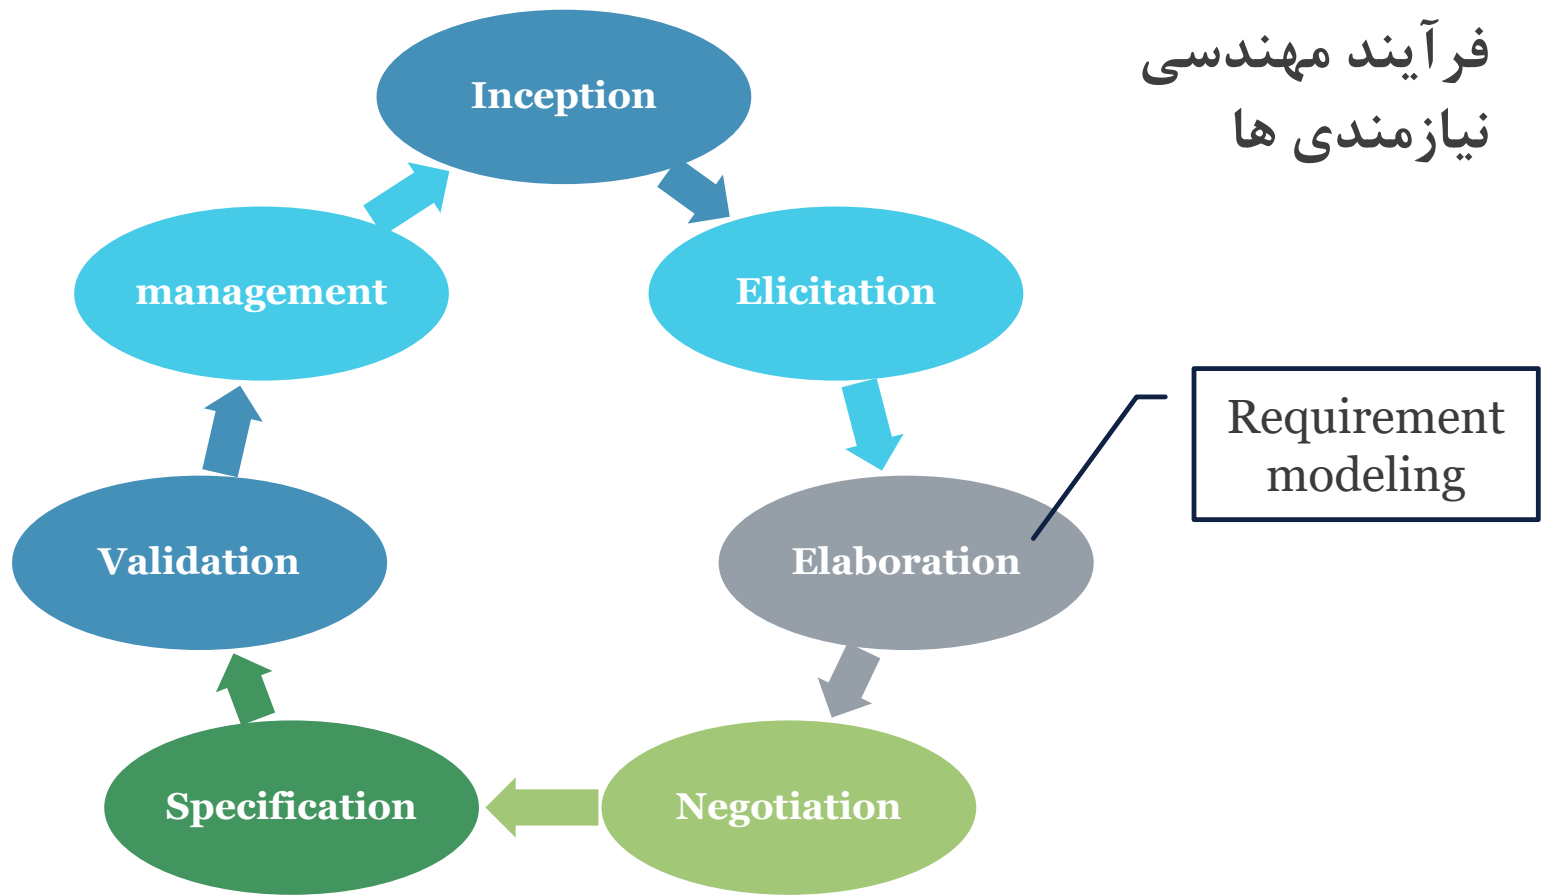 فرآیند مهندسی
نیازمندی ها
Inception
Elicitation
Requirement
modeling
Elaboration
Negotiation
Specification
Validation
management